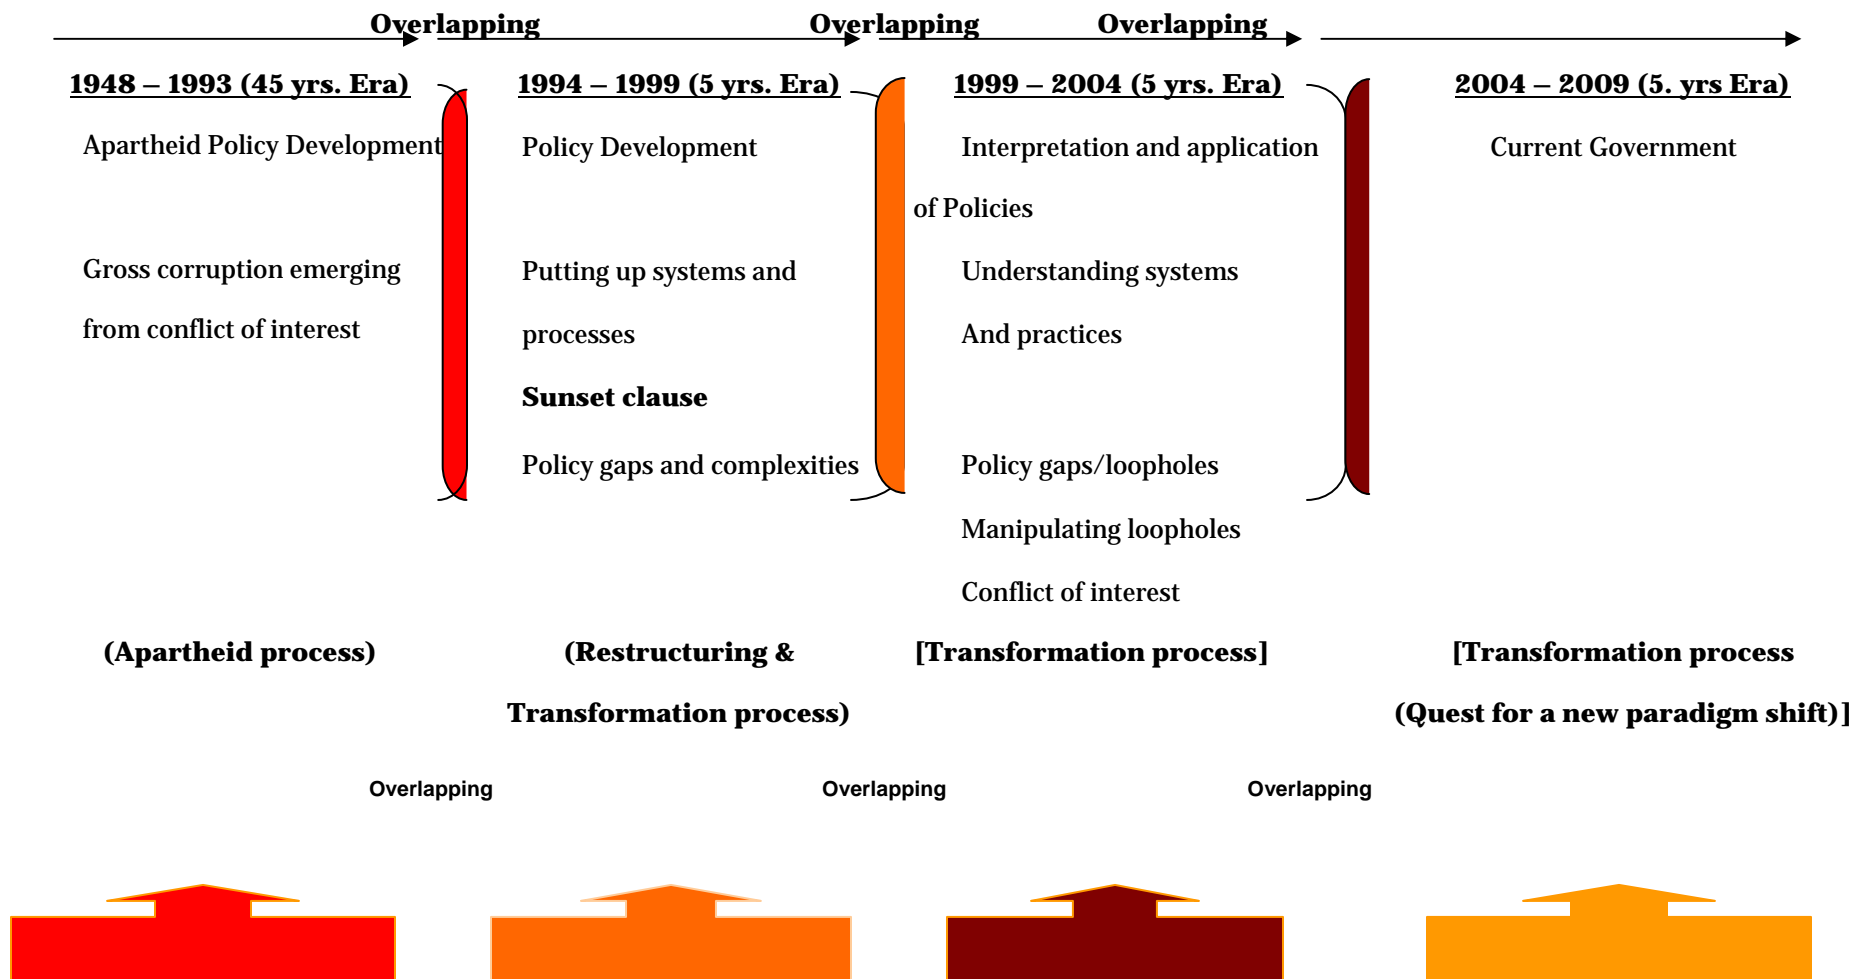 Overlapping Overlapping Overlapping
1948 – 1993 (45 yrs. Era)
Apartheid Policy Development
Gross corruption emerging
from conflict of interest
(Apartheid process)
1994 – 1999 (5 yrs. Era)
Policy Development
Putting up systems and
processes
Sunset clause
Policy gaps and complexities
(Restructuring &
Transformation process)
1999 – 2004 (5 yrs. Era)
Interpretation and application
of Policies
Understanding systems
And practices
Policy gaps/loopholes
Manipulating loopholes
Conflict of interest
[Transformation process]
2004 – 2009 (5. yrs Era)
Current Government
[Transformation process
(Quest for a new paradigm shift)]
Overlapping Overlapping Overlapping